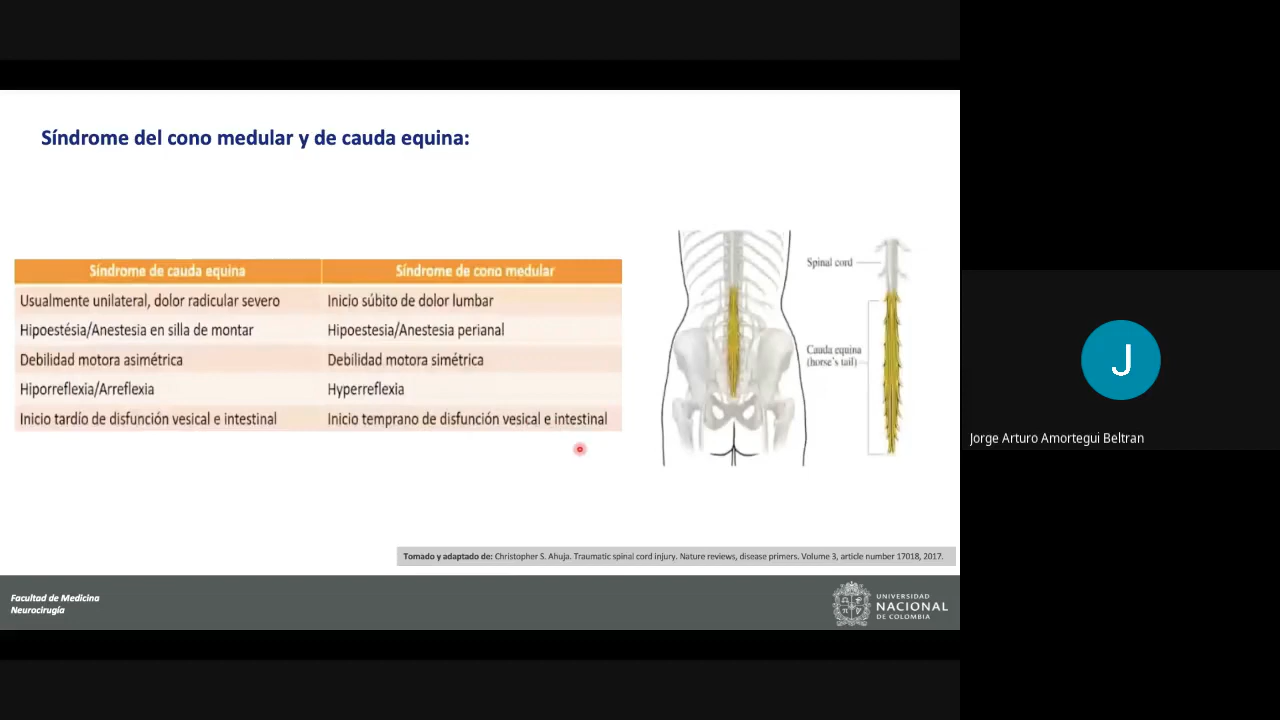 Síndrome del cono medular y de cauda equina:
Síndrome de cauda equina
Síndrome de cono medular
Usualmente unilateral, dolor radicular severo
Inicio súbito de dolor lumbar
Hipoestésia/Anestesia en silla de montar
Hipoestesia/Anestesia perianal
Debilidad motora asimétrica
Debilidad motora simétrica
Hiporreflexia/Arreflexia
Hyperreflexia
Inicio tardío de disfunción vesical e intestinal
Inicio temprano de disfunción vesical e intestinal
Spinal cord
Cauda equina
(horse's tail)
Tomado y adaptado de: Christopher S. Ahuja. Traumatic spinal cord injury. Nature reviews, disease primers. Volume 3, article number 17018, 2017.
Facultad de Medicina
Neurocirugía
UNIVERSIDAD
NACIONAL
DE COLOMBIA
J
Jorge Arturo Amortegui Beltran